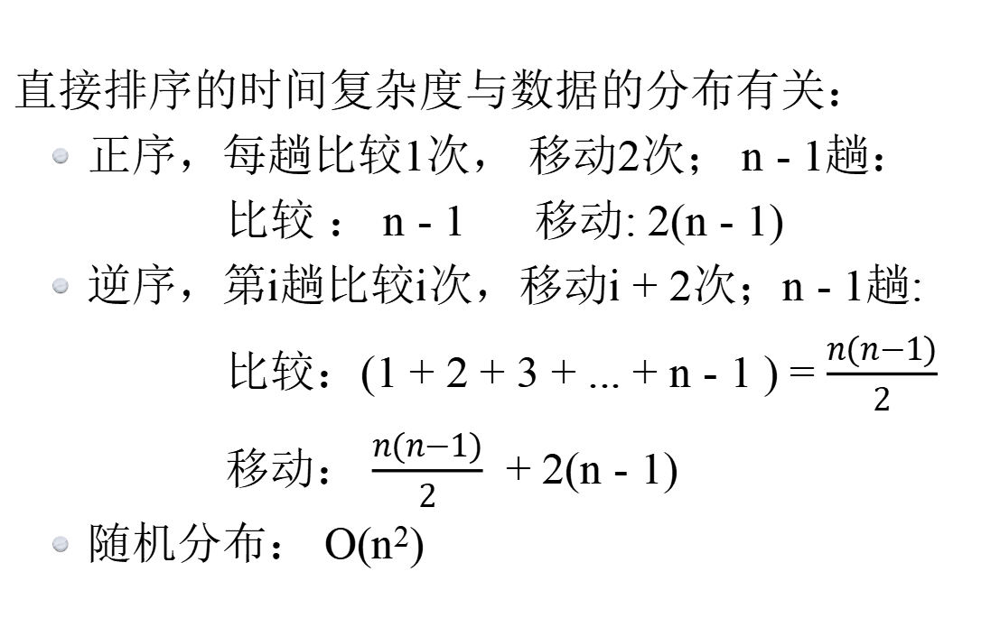 直接排序的时间复杂度与数据的分布有关：
正序，每趟比较1次， 移动2次； n - 1趟：
比较 ： n - 1 移动: 2(n - 1)
逆序，第i趟比较i次， 移动i + 2次；n - 1趟:
比较：(1 + 2 + 3 + ... + n - 1 ) = n(n−1)/2
移动： n(n−1)/2 + 2(n - 1)
随机分布： O(n²)